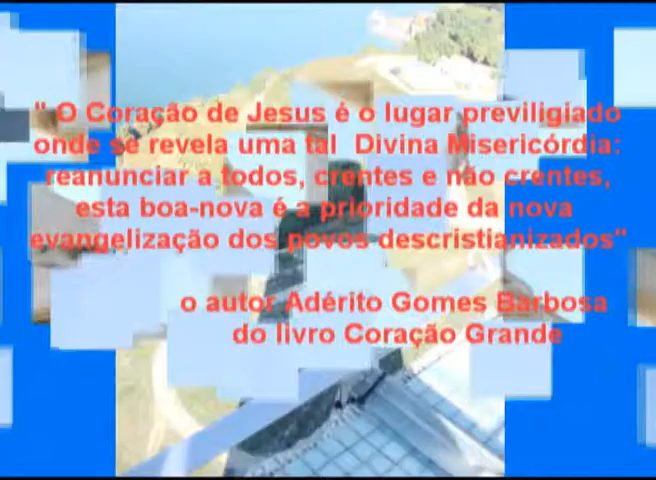 " O Coração de Jesus é o lugar previligiado
onde se revela uma tal Divina Misericórdia:
reanunciar a todos, crentes e não crentes,
esta boa-nova é a prioridade da nova
evangelização dos povos descristianizados"
o autor Adérito Gomes Barbosa
do livro Coração Grande